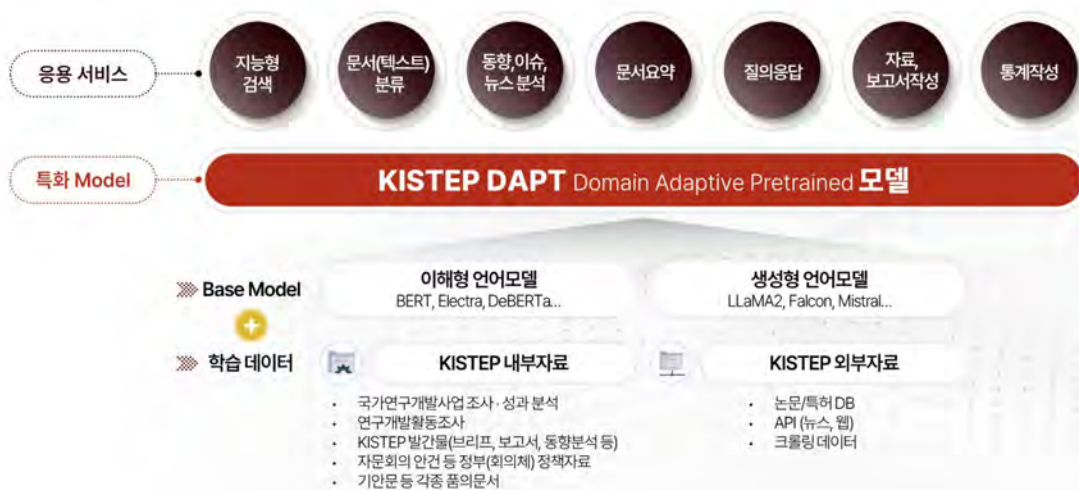 응용 서비스
지능형
검색
문서(텍스트)
분류
동향,이슈,
뉴스 분석
문서요약
질의응답
자료,
보고서작성
통계작성
특화 Model
KISTEP DAPT Domain Adaptive Pretrained 모델
Base Model
이해형 언어모델
BERT, Electra, DeBERTa...
생성형 언어모델
LLaMA2, Falcon, Mistral...
+
학습 데이터
KISTEP 내부자료
• 국가연구개발사업 조사 · 성과 분석
• 연구개발활동조사
• KISTEP 발간물(브리프, 보고서, 동향분석 등)
• 자문회의 안건 등 정부(회의체) 정책자료
• 기안문 등 각종 품의문서
KISTEP 외부자료
• 논문/특허 DB
• API (뉴스, 웹)
• 크롤링 데이터